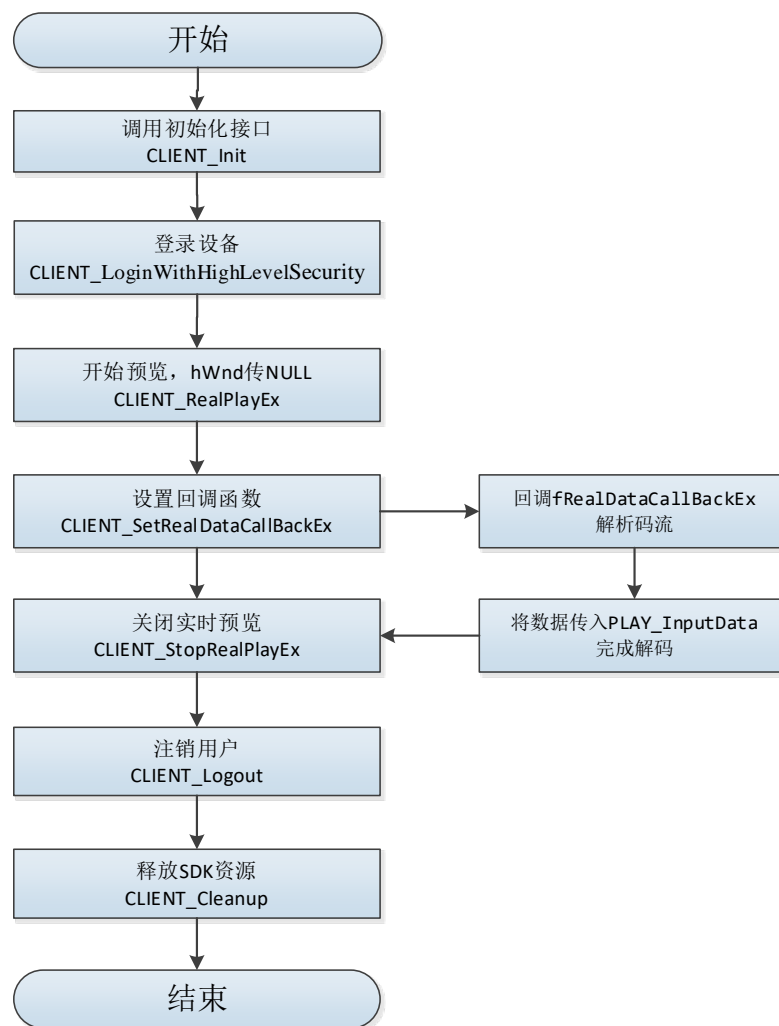 开始
调用初始化接口
CLIENT_Init
登录设备
CLIENT_LoginWithHighLevelSecurity
开始预览，hWnd传NULL
CLIENT_RealPlayEx
设置回调函数
CLIENT_SetRealDataCallBackEx
回调fRealDataCallBackEx
解析码流
将数据传入PLAY_InputData
完成解码
关闭实时预览
CLIENT_StopRealPlayEx
注销用户
CLIENT_Logout
释放SDK资源
CLIENT_Cleanup
结束